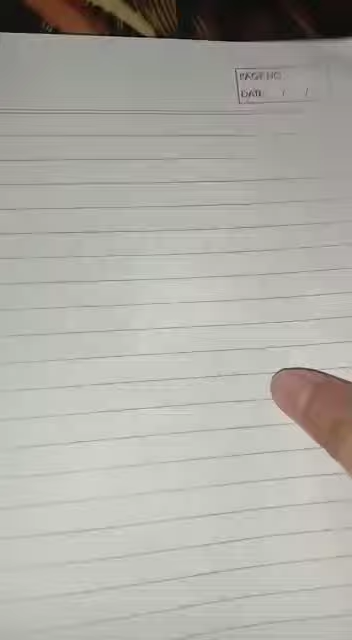 PAGE NO
DATE / /